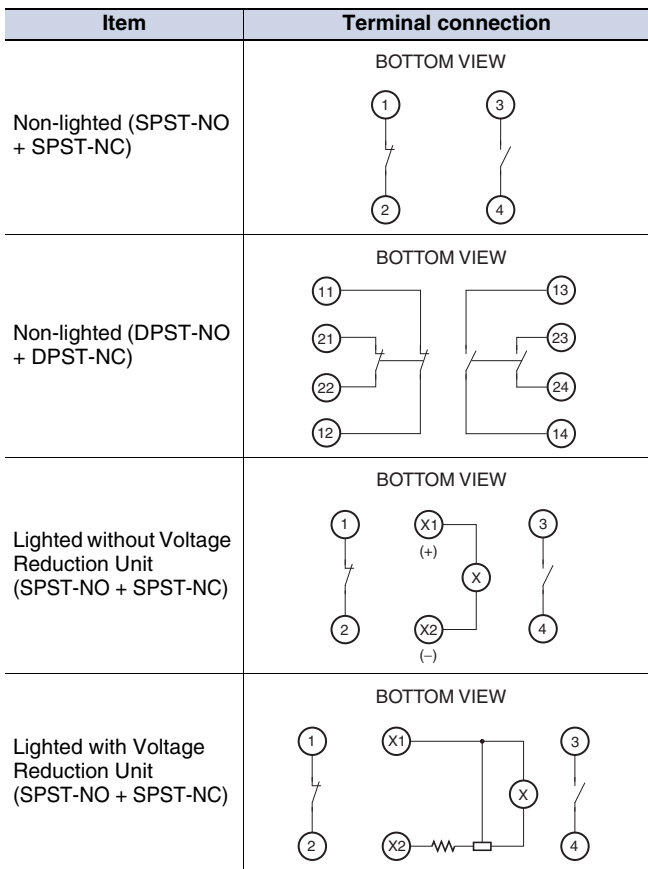 Item
Terminal connection
Non-lighted (SPST-NO
+ SPST-NC)
BOTTOM VIEW
1
3
2
4
Non-lighted (DPST-NO
+ DPST-NC)
BOTTOM VIEW
11
13
21
23
22
24
12
14
Lighted without Voltage
Reduction Unit
(SPST-NO + SPST-NC)
BOTTOM VIEW
1
X1
3
(+)
X
2
X2
4
(–)
Lighted with Voltage
Reduction Unit
(SPST-NO + SPST-NC)
BOTTOM VIEW
1
X1
3
X
2
X2
4